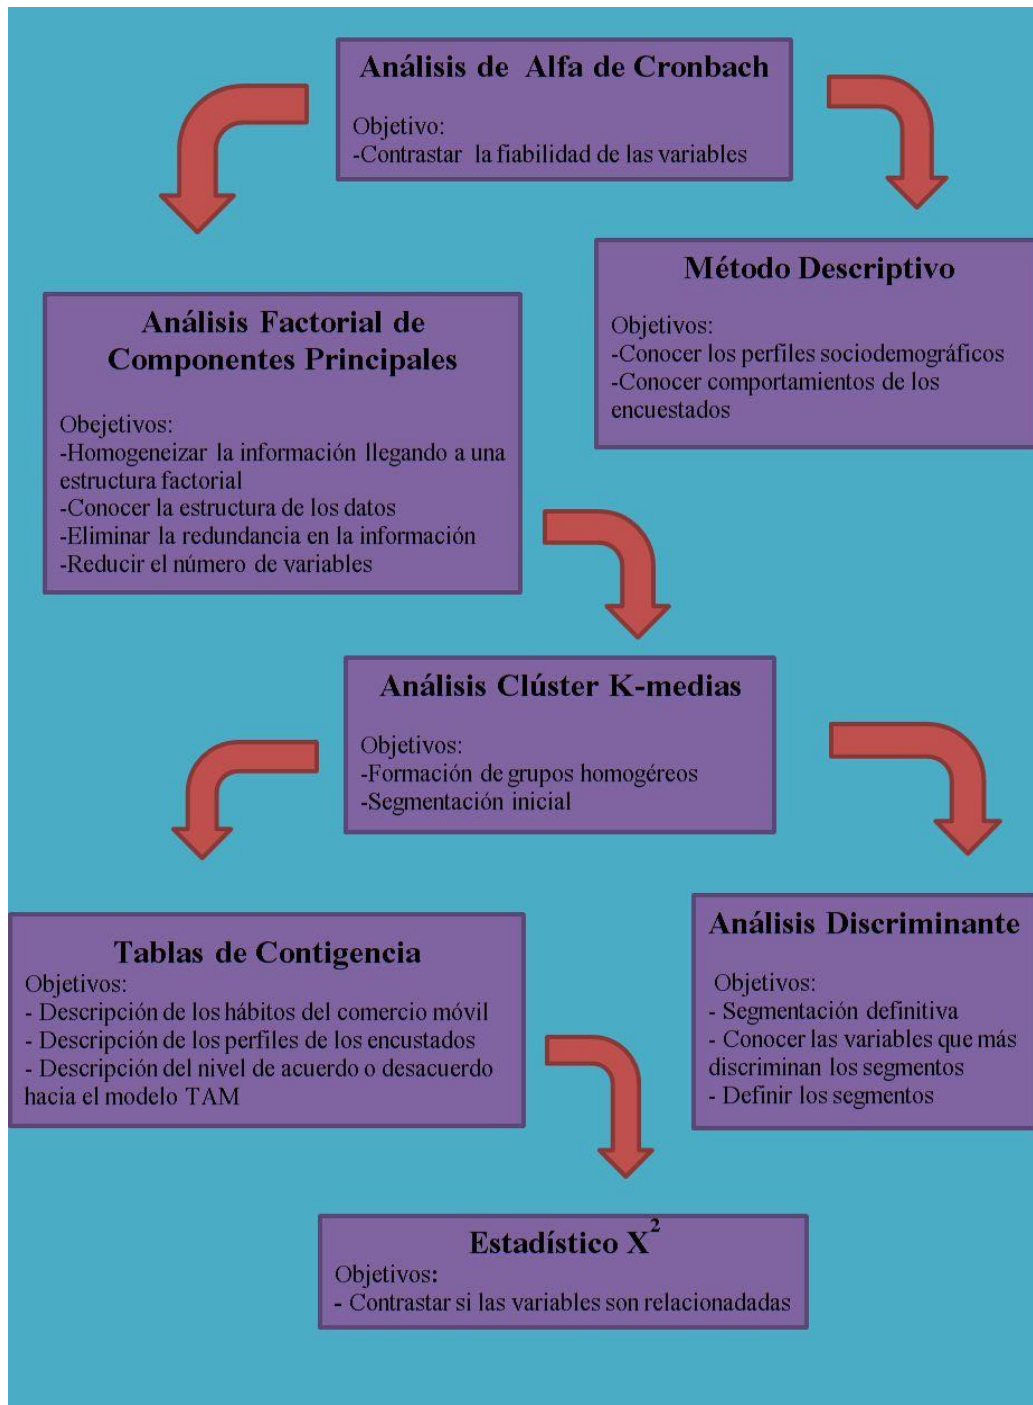 Análisis de Alfa de Cronbach
Objetivo:
-Contrastar la fiabilidad de las variables
Método Descriptivo
Objetivos:
-Conocer los perfiles sociodemográficos
-Conocer comportamientos de los
encuestados
Análisis Factorial de
Componentes Principales
Obejetivos:
-Homogeneizar la información llegando a una
estructura factorial
-Conocer la estructura de los datos
-Eliminar la redundancia en la información
-Reducir el número de variables
Análisis Clúster K-medias
Objetivos:
-Formación de grupos homogéreos
-Segmentación inicial
Tablas de Contigencia
Objetivos:
- Descripción de los hábitos del comercio móvil
- Descripción de los perfiles de los encustados
- Descripción del nivel de acuerdo o desacuerdo
hacia el modelo TAM
Análisis Discriminante
Objetivos:
- Segmentación definitiva
- Conocer las variables que más
discriminan los segmentos
- Definir los segmentos
Estadístico X²
Objetivos:
- Contrastar si las variables son relacionadadas